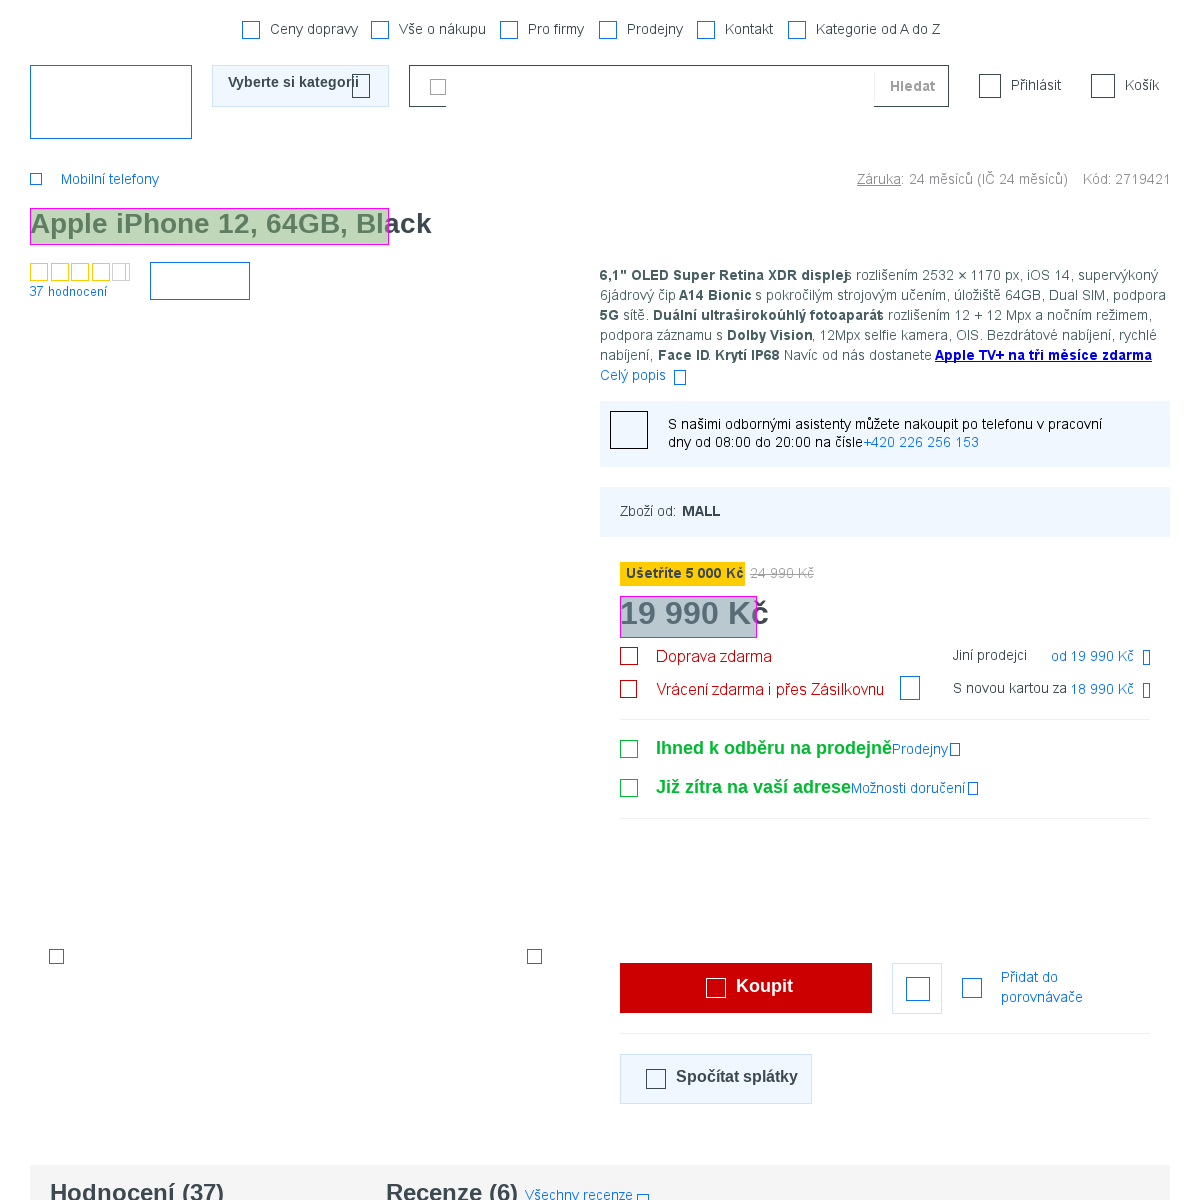 Ceny dopravy Vše o nákupu Pro firmy Prodejny Kontakt Kategorie od A do Z
Vyberte si kategorii Hledat Přihlásit Košík
Mobilní telefony Záruka: 24 měsíců (IČ 24 měsíců) Kód: 2719421
Apple iPhone 12, 64GB, Black
37 hodnocení
6,1" OLED Super Retina XDR displej s rozlišením 2532 × 1170 px, iOS 14, supervýkoný
6jádrový čip A14 Bionic s pokročilým strojovým učením, úložiště 64GB, Dual SIM, podpora
5G sítě. Duální ultraširokoúhlý fotoaparát s rozlišením 12 + 12 Mpx a nočním režimem,
podpora záznamu s Dolby Vision, 12Mpx selfie kamera, OIS. Bezdrátové nabíjení, rychlé
nabíjení, Face ID. Krytí IP68 Navíc od nás dostanete Apple TV+ na tři měsíce zdarma
Celý popis
S našimi odbornými asistenty můžete nakoupit po telefonu v pracovní
dny od 08:00 do 20:00 na čísle +420 226 256 153
Zboží od: MALL
Ušetříte 5 000 Kč 24 990 Kč
19 990 Kč
Doprava zdarma Jiní prodejci od 19 990 Kč
Vrácení zdarma i přes Zásilkovnu S novou kartou za 18 990 Kč
Ihned k odběru na prodejně Prodejny
Již zítra na vaší adrese Možnosti doručení
Koupit Přidat do
porovnávače
Spočítat splátky
Hodnocení (37) Recenze (6) Všechny recenze